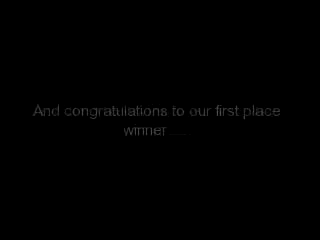 And congratulations to our first place
winner......